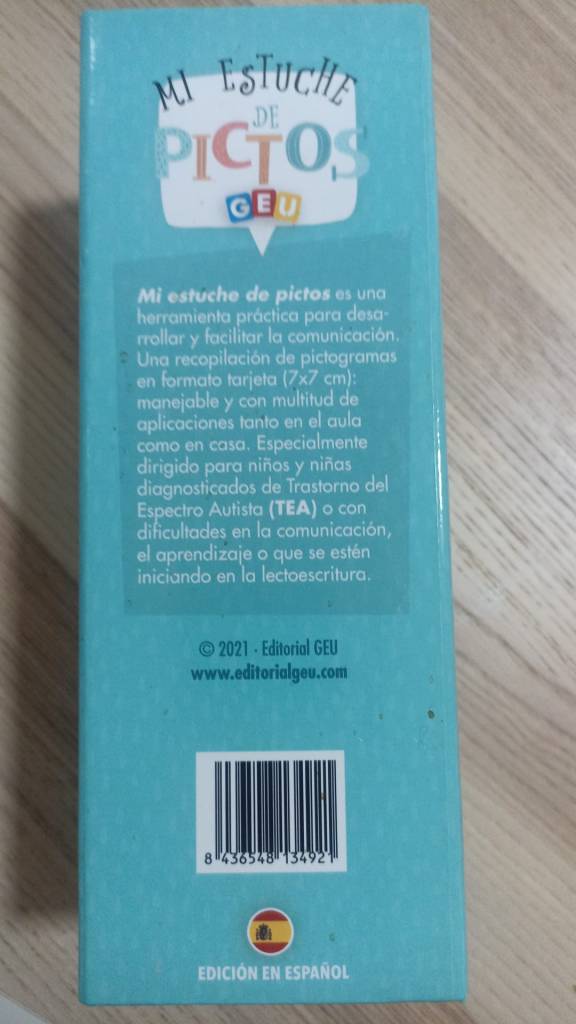 MI ESTUCHE
DE
PICTOS
GEU
Mi estuche de pictos es una
herramienta práctica para desa-
rrollar y facilitar la comunicación.
Una recopilación de pictogramas
en formato tarjeta (7x7 cm):
manejable y con multitud de
aplicaciones tanto en el aula
como en casa. Especialmente
dirigido para niños y niñas
diagnosticados de Trastorno del
Espectro Autista (TEA) o con
dificultades en la comunicación,
el aprendizaje o que se estén
iniciando en la lectoescritura.
© 2021 - Editorial GEU
www.editorialgeu.com
8 436548 134921
EDICIÓN EN ESPAÑOL